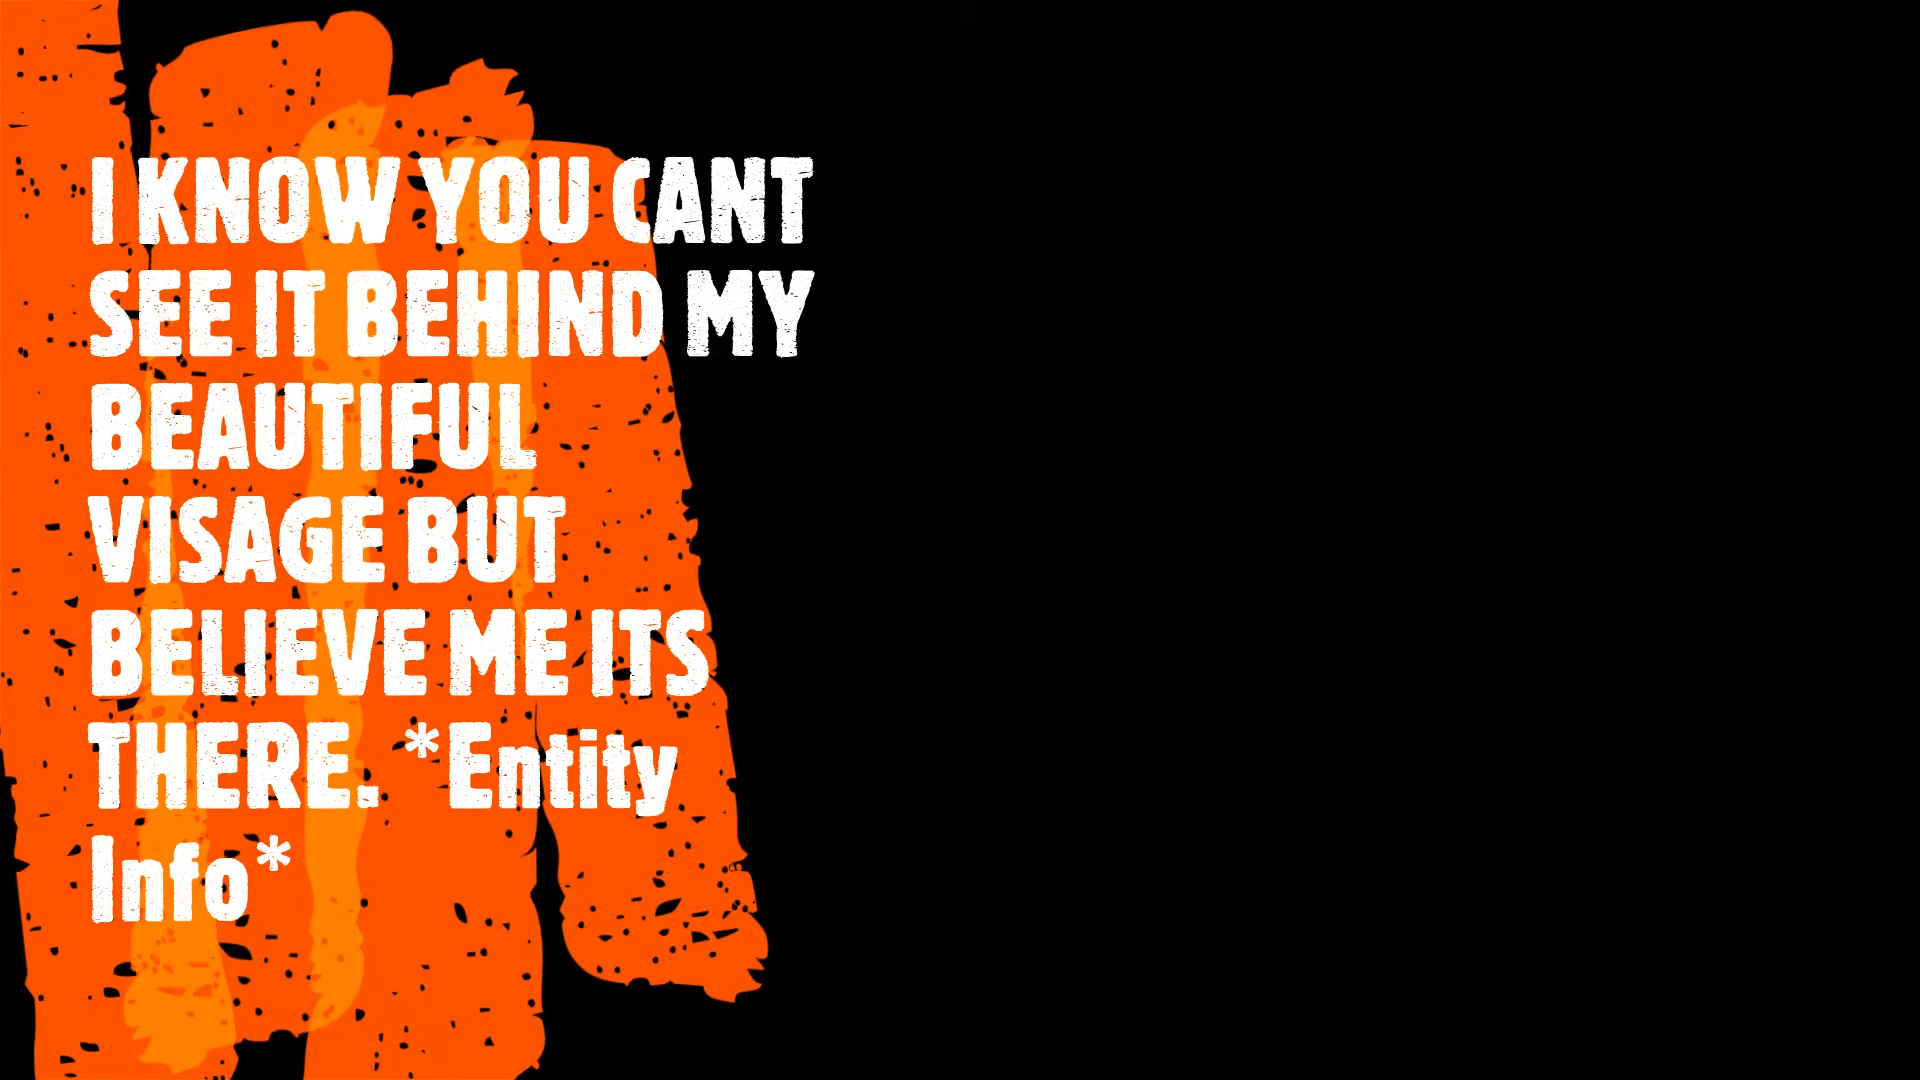 I KNOW YOU CANT
SEE IT BEHIND MY
BEAUTIFUL
VISAGE BUT
BELIEVE ME ITS
THERE. *Entity
Info*